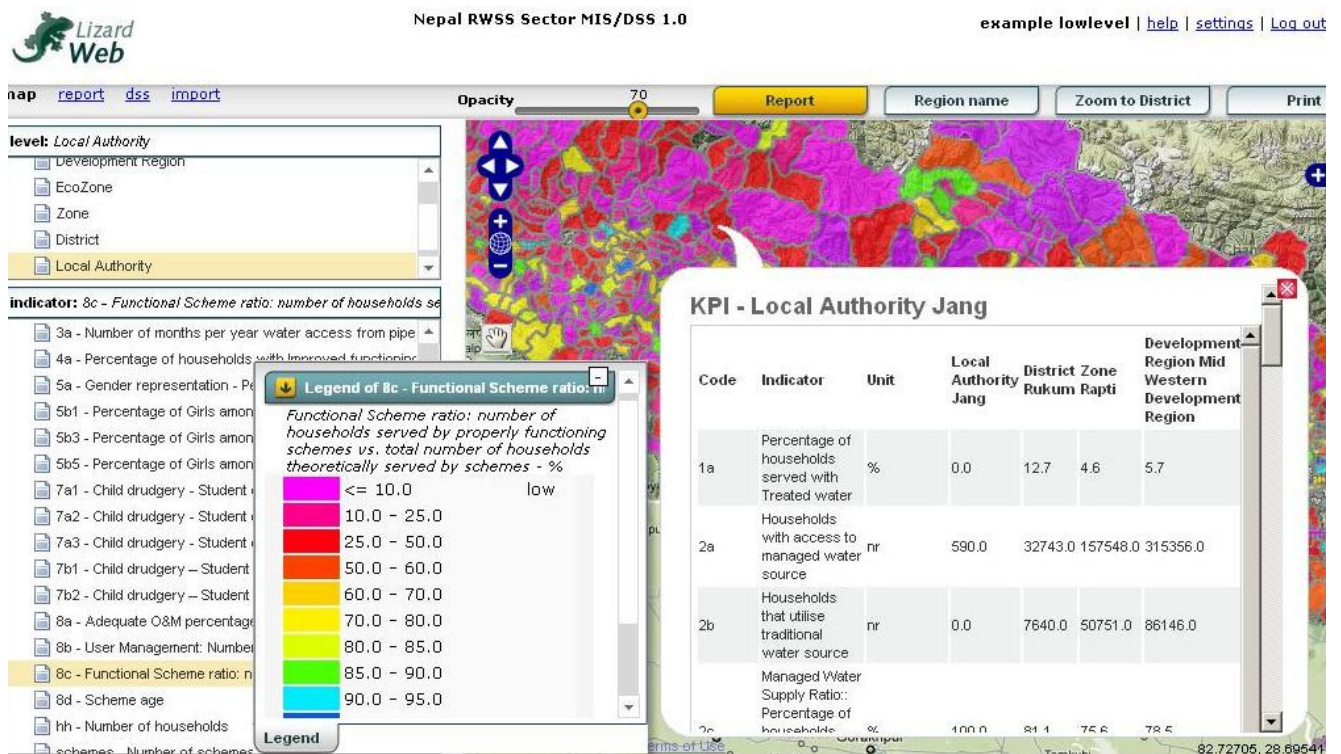 Lizard
Web
Nepal RWSS Sector MIS/DSS 1.0
example lowlevel | help | settings | Log out
map report dss import
Opacity 70
Report
Region name
Zoom to District
Print
level: Local Authority
Development Region
EcoZone
Zone
District
Local Authority
indicator: 8c - Functional Scheme ratio: number of households se
3a - Number of months per year water access from pipe
4a - Percentage of households with Improved functioning
5a - Gender representation - Pe
5b1 - Percentage of Girls amon
5b3 - Percentage of Girls amon
5b5 - Percentage of Girls amon
7a1 - Child drudgery - Student
7a2 - Child drudgery - Student
7a3 - Child drudgery - Student
7b1 - Child drudgery – Student
7b2 - Child drudgery – Student
8a - Adequate O&M percentage
8b - User Management: Number
8c - Functional Scheme ratio: n
8d - Scheme age
hh - Number of households
schemes - Number of schemes
Legend of 8c - Functional Scheme ratio: n
Functional Scheme ratio: number of
households served by properly functioning
schemes vs. total number of households
theoretically served by schemes - %
<= 10.0 low
10.0 - 25.0
25.0 - 50.0
50.0 - 60.0
60.0 - 70.0
70.0 - 80.0
80.0 - 85.0
85.0 - 90.0
90.0 - 95.0
Legend
KPI - Local Authority Jang
Code
Indicator
Unit
Local
Authority
Jang
District
Rukum
Zone
Rapti
Development
Region Mid
Western
Development
Region
1a
Percentage of
households
served with
Treated water
% 0.0 12.7 4.6 5.7
2a
Households
with access to
managed water
source
nr 590.0 32743.0 157548.0 315356.0
2b
Households
that utilise
traditional
water source
nr 0.0 7640.0 50751.0 86146.0
2c
Managed Water
Supply Ratio::
Percentage of
households
% 100.0 81.1 75.6 78.5
Terms of Use
Gorakhpur
82.72705, 28.69541